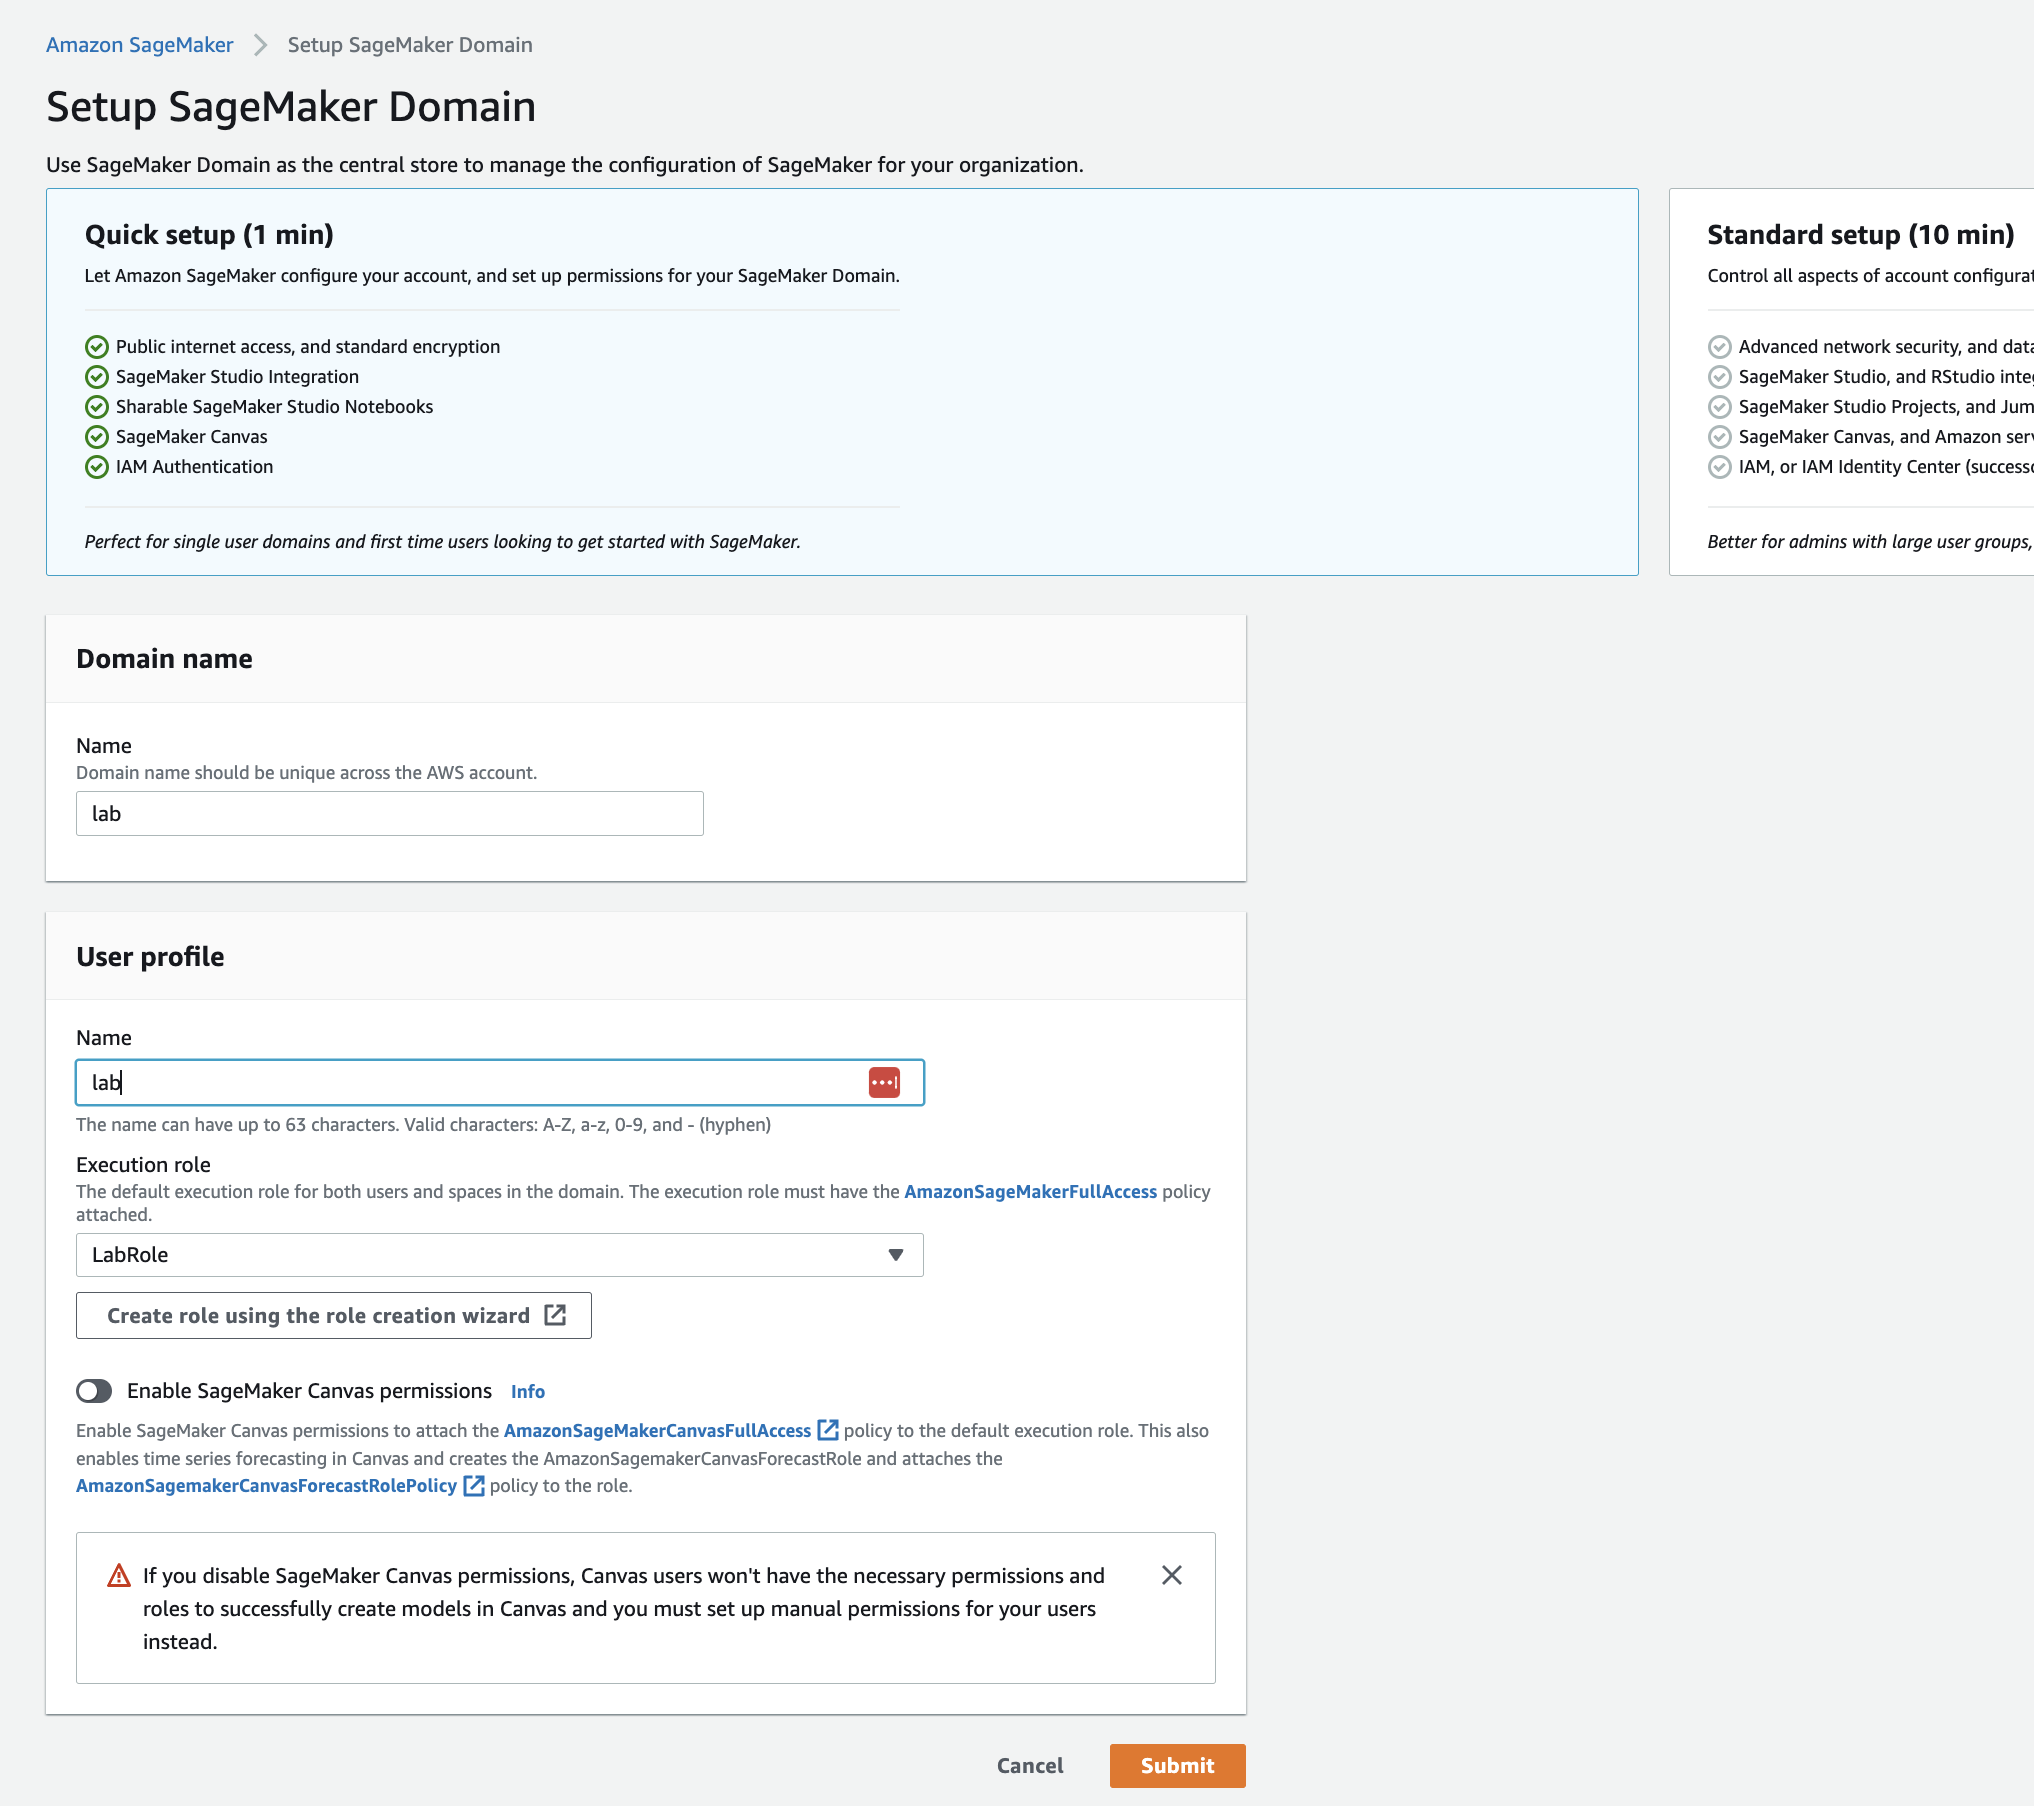 Amazon SageMaker > Setup SageMaker Domain
Setup SageMaker Domain
Use SageMaker Domain as the central store to manage the configuration of SageMaker for your organization.
Quick setup (1 min)
Let Amazon SageMaker configure your account, and set up permissions for your SageMaker Domain.
Public internet access, and standard encryption
SageMaker Studio Integration
Sharable SageMaker Studio Notebooks
SageMaker Canvas
IAM Authentication
Perfect for single user domains and first time users looking to get started with SageMaker.
Standard setup (10 min)
Control all aspects of account
Advanced network security, and
SageMaker Studio, and RStudio
SageMaker Studio Projects, and
SageMaker Canvas, and Amazon
IAM, or IAM Identity Center
Better for admins with large user groups,
Domain name
Name
Domain name should be unique across the AWS account.
lab
User profile
Name
lab
The name can have up to 63 characters. Valid characters: A-Z, a-z, 0-9, and - (hyphen)
Execution role
The default execution role for both users and spaces in the domain. The execution role must have the AmazonSageMakerFullAccess policy
attached.
LabRole
Create role using the role creation wizard
Enable SageMaker Canvas permissions Info
Enable SageMaker Canvas permissions to attach the AmazonSageMakerCanvasFullAccess policy to the default execution role. This also
enables time series forecasting in Canvas and creates the AmazonSagemakerCanvasForecastRole and attaches the
AmazonSagemakerCanvasForecastRolePolicy policy to the role.
If you disable SageMaker Canvas permissions, Canvas users won't have the necessary permissions and
roles to successfully create models in Canvas and you must set up manual permissions for your users
instead.
Cancel Submit